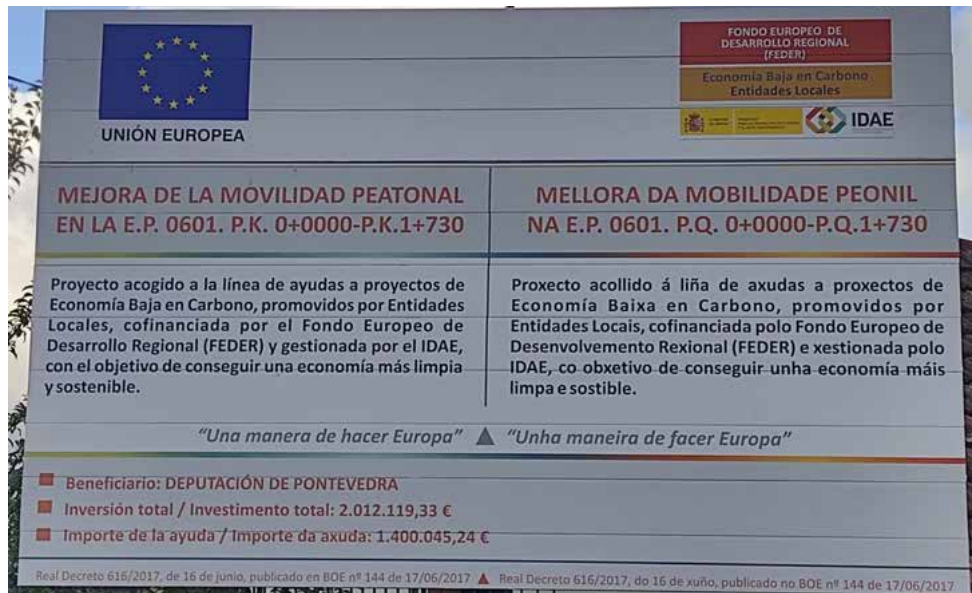 UNIÓN EUROPEA
FONDO EUROPEO DE
DESARROLLO REGIONAL
(FEDER)
Economía Baja en Carbono
Entidades Locales
IDAE
MEJORA DE LA MOVILIDAD PEATONAL
EN LA E.P. 0601. P.K. 0+0000-P.K.1+730
MELLORA DA MOBILIDADE PEONIL
NA E.P. 0601. P.Q. 0+0000-P.Q.1+730
Proyecto acogido a la línea de ayudas a proyectos de
Economía Baja en Carbono, promovidos por Entidades
Locales, cofinanciada por el Fondo Europeo de
Desarrollo Regional (FEDER) y gestionada por el IDAE,
con el objetivo de conseguir una economía más limpia
y sostenible.
Proxecto acollido á liña de axudas a proxectos de
Economía Baixa en Carbono, promovidos por
Entidades Locais, cofinanciada polo Fondo Europeo de
Desenvolvemento Rexional (FEDER) e xestionada polo
IDAE, co obxetivo de conseguir unha economía máis
limpa e sostible.
"Una manera de hacer Europa" "Unha maneira de facer Europa"
Beneficiario: DEPUTACIÓN DE PONTEVEDRA
Inversión total / Investimento total: 2.012.119,33 €
Importe de la ayuda / Importe da axuda: 1.400.045,24 €
Real Decreto 616/2017, de 16 de junio, publicado en BOE nº 144 de 17/06/2017 Real Decreto 616/2017, do 16 de xuño, publicado no BOE nº 144 de 17/06/2017